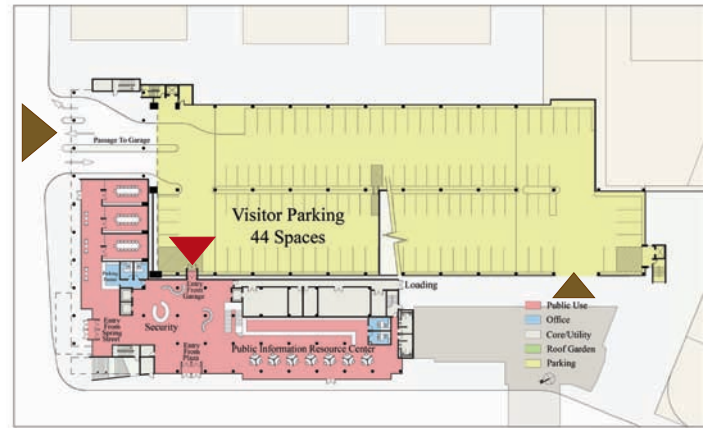 Passage To Garage
Visitor Parking
44 Spaces
Entry
From
Garage
Loading
Security
Entry
From
Spring
Street
Entry
From
Plaza
Public Information Resource Center
Public Use
Office
Core/Utility
Roof Garden
Parking